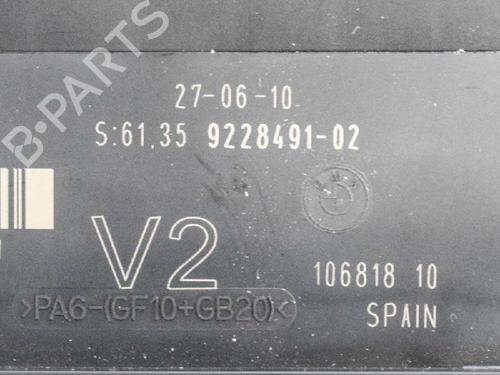 27-06-10
S:61.35 9228491-02
V2
106818 10
>PA6-(GF10+GB20)<
SPAIN
B-PARTS